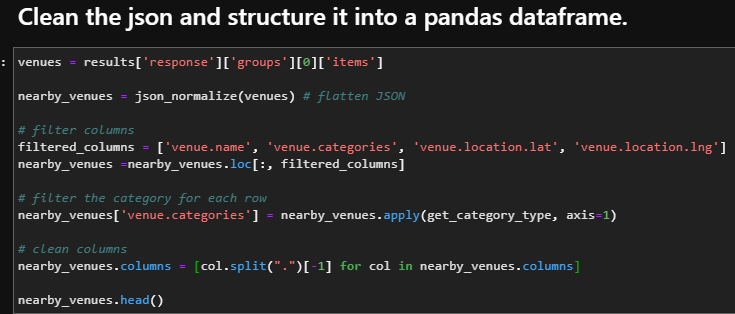 Clean the json and structure it into a pandas dataframe.
: venues = results['response']['groups'][0]['items']
nearby_venues = json_normalize(venues) # flatten JSON
# filter columns
filtered_columns = ['venue.name', 'venue.categories', 'venue.location.lat', 'venue.location.lng']
nearby_venues =nearby_venues.loc[:, filtered_columns]
# filter the category for each row
nearby_venues['venue.categories'] = nearby_venues.apply(get_category_type, axis=1)
# clean columns
nearby_venues.columns = [col.split(".")[-1] for col in nearby_venues.columns]
nearby_venues.head()